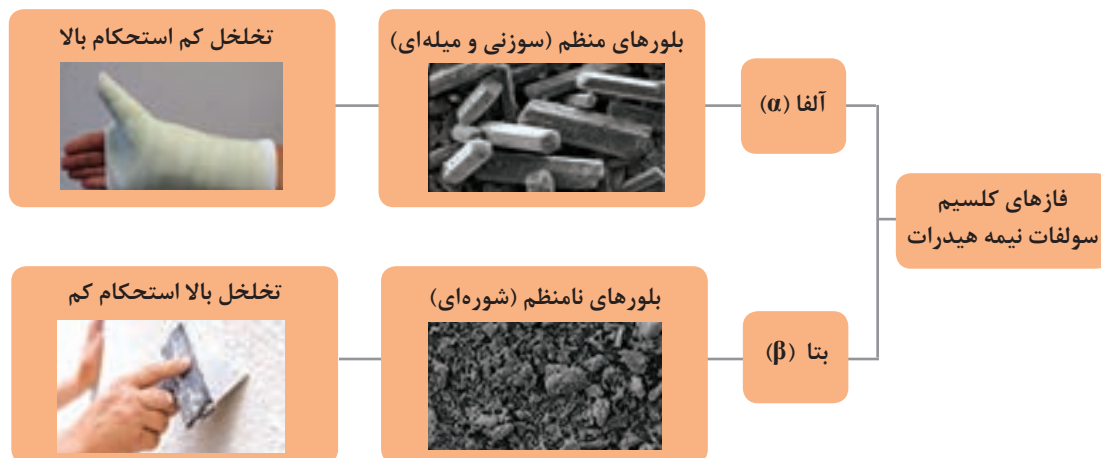 فازهای کلسیم
سولفات نیمه هیدرات
آلفا (α)
بلورهای منظم (سوزنی و میله‌ای)
تخلخل کم استحکام بالا
بتا (β)
بلورهای نامنظم (شوره‌ای)
تخلخل بالا استحکام کم